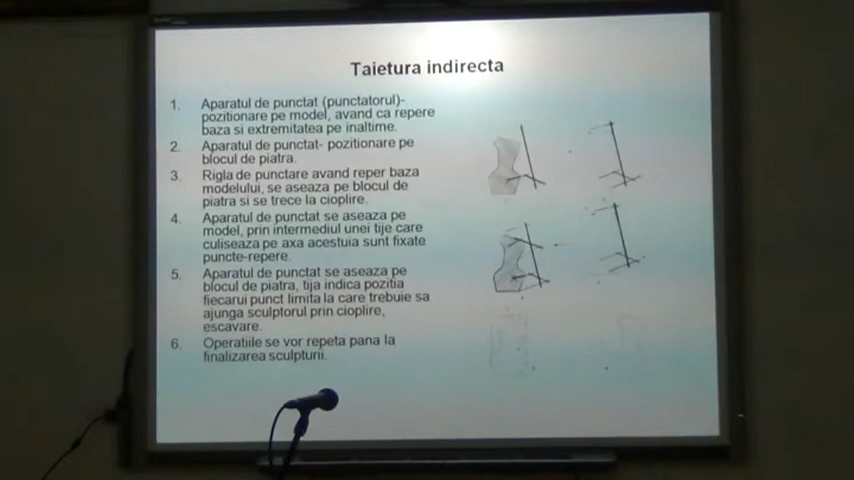 Taietura indirecta
1. Aparatul de punctat (punctatorul)-
pozitionare pe model, avand ca repere
baza si extremitatea pe inaltime.
2. Aparatul de punctat- pozitionare pe
blocul de piatra.
3. Rigla de punctare avand reper baza
modelului, se aseaza pe blocul de
piatra si se trece la cioplire.
4. Aparatul de punctat se aseaza pe
model, prin intermediul unei tije care
culiseaza pe axa acestuia sunt fixate
puncte-repere.
5. Aparatul de punctat se aseaza pe
blocul de piatra, tija indica pozitia
fiecarui punct limita la care trebuie sa
ajunga sculptorul prin cioplire,
escavare.
6. Operatiile se vor repeta pana la
finalizarea sculpturii.